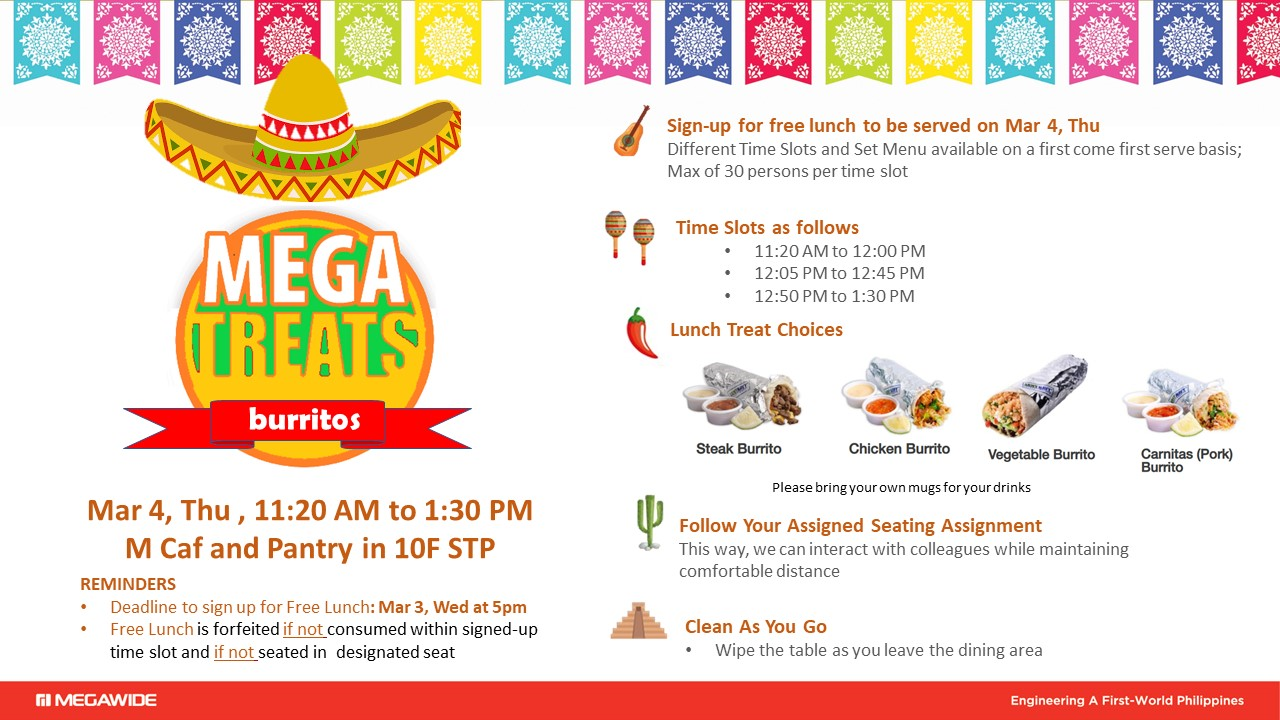 MEGA
TREATS
burritos
Mar 4, Thu , 11:20 AM to 1:30 PM
M Caf and Pantry in 10F STP
REMINDERS
• Deadline to sign up for Free Lunch: Mar 3, Wed at 5pm
• Free Lunch is forfeited if not consumed within signed-up
time slot and if not seated in designated seat
Sign-up for free lunch to be served on Mar 4, Thu
Different Time Slots and Set Menu available on a first come first serve basis;
Max of 30 persons per time slot
Time Slots as follows
• 11:20 AM to 12:00 PM
• 12:05 PM to 12:45 PM
• 12:50 PM to 1:30 PM
Lunch Treat Choices
Steak Burrito
Chicken Burrito
Vegetable Burrito
Carnitas (Pork)
Burrito
Please bring your own mugs for your drinks
Follow Your Assigned Seating Assignment
This way, we can interact with colleagues while maintaining
comfortable distance
Clean As You Go
• Wipe the table as you leave the dining area
MEGAWIDE
Engineering A First-World Philippines